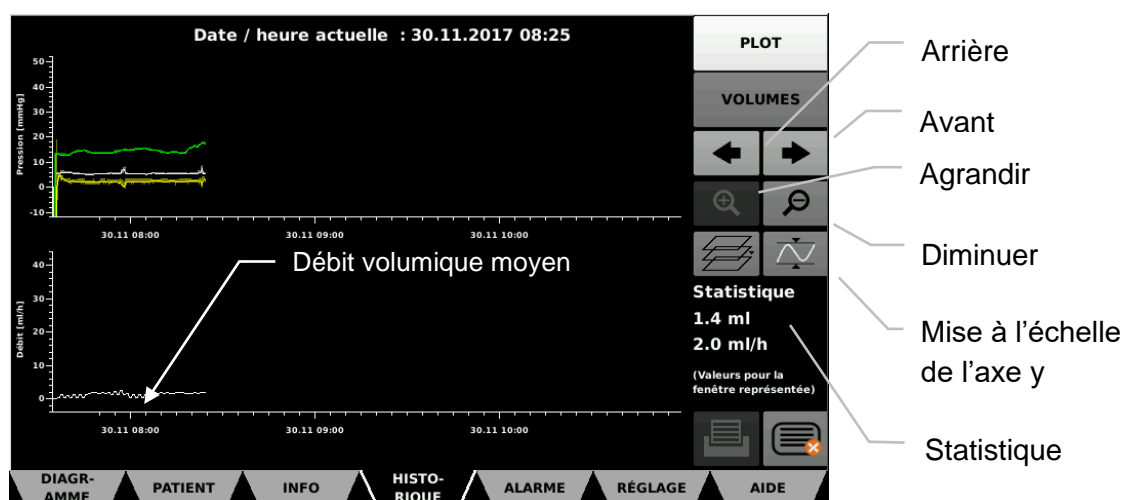 Date / heure actuelle : 30.11.2017 08:25
PLOT
Arrière
VOLUMES
Avant
Agrandir
Pression [mmHg]
50
40
30
20
10
0
-10
30.11 08:00
30.11 09:00
30.11 10:00
Débit volumique moyen
Diminuer
Débit [ml/h]
40
30
20
10
0
30.11 08:00
30.11 09:00
30.11 10:00
Statistique
1.4 ml
2.0 ml/h
(Valeurs pour la
fenêtre représentée)
Mise à l’échelle
de l’axe y
Statistique
DIAGR-
AMME
PATIENT
INFO
HISTO-
RIQUE
ALARME
RÉGLAGE
AIDE